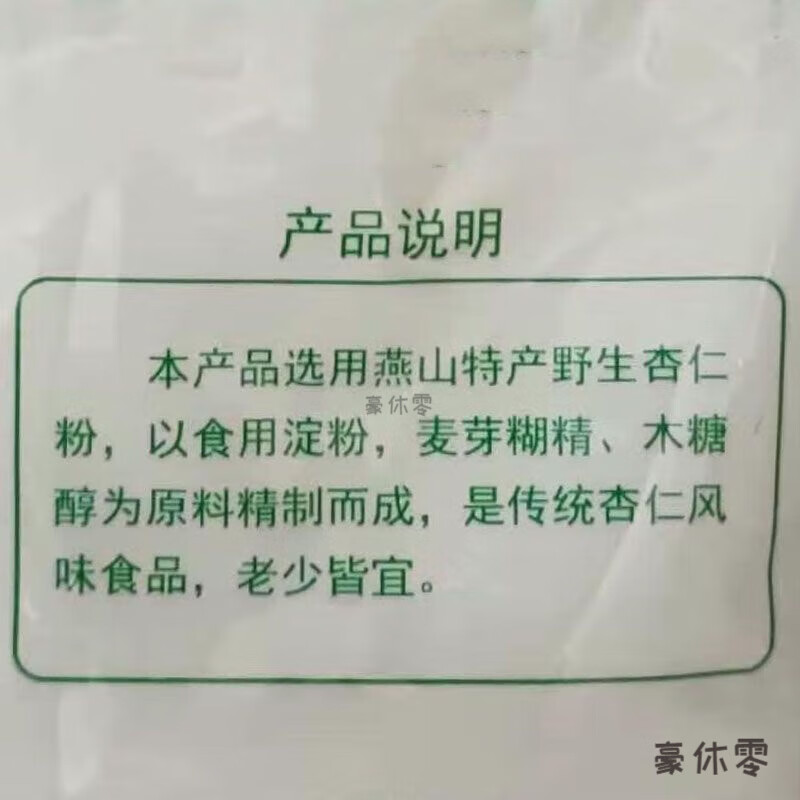 产品说明
本产品选用燕山特产野生杏仁
豪休零
粉，以食用淀粉，麦芽糊精、木糖
醇为原料精制而成，是传统杏仁风
味食品，老少皆宜。
豪休零